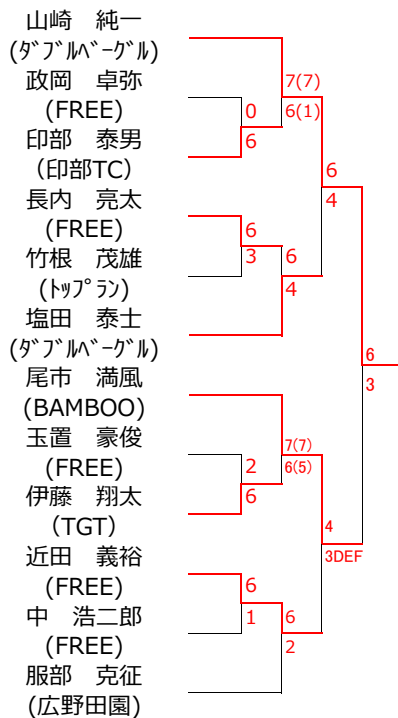 山崎　純一
(ﾀﾞﾌﾞﾙﾍﾞｰｸﾞﾙ)
政岡　卓弥
(FREE)
印部　泰男
(印部TC)
長内　亮太
(FREE)
竹根　茂雄
(ﾄｯﾌﾟラン)
塩田　泰士
(ﾀﾞﾌﾞﾙﾍﾞｰｸﾞﾙ)
尾市　満風
(BAMBOO)
玉置　豪俊
(FREE)
伊藤　翔太
(TGT)
近田　義裕
(FREE)
中　浩二郎
(FREE)
服部　克征
(広野田園)
0
6
6
3
2
6
6
1
7(7)
6(1)
6
4
7(7)
6(5)
6
2
6
4
4
3DEF
6
3